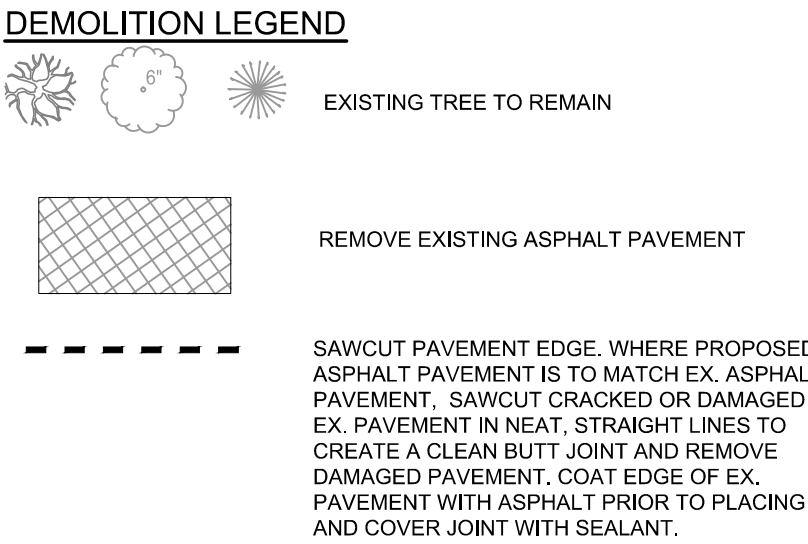 DEMOLITION LEGEND
6"
EXISTING TREE TO REMAIN
REMOVE EXISTING ASPHALT PAVEMENT
SAWCUT PAVEMENT EDGE. WHERE PROPOSED
ASPHALT PAVEMENT IS TO MATCH EX. ASPHAL
PAVEMENT, SAWCUT CRACKED OR DAMAGED
EX. PAVEMENT IN NEAT, STRAIGHT LINES TO
CREATE A CLEAN BUTT JOINT AND REMOVE
DAMAGED PAVEMENT. COAT EDGE OF EX.
PAVEMENT WITH ASPHALT PRIOR TO PLACING
AND COVER JOINT WITH SEALANT.